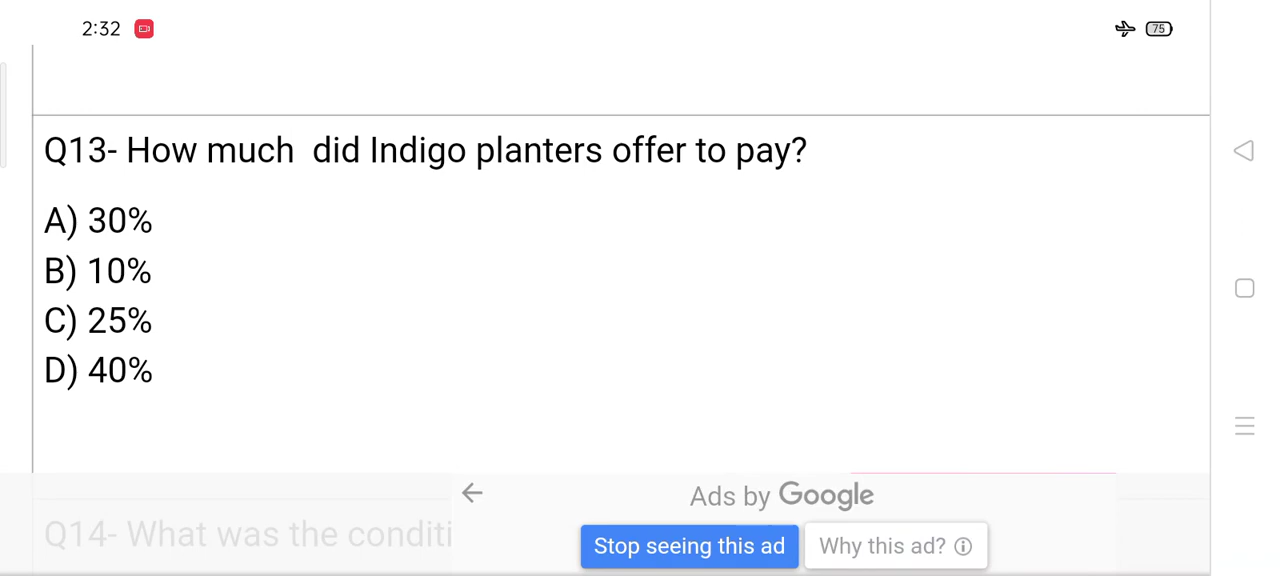 2:32
75
Q13- How much did Indigo planters offer to pay?
A) 30%
B) 10%
C) 25%
D) 40%
Ads by Google
Q14- What was the conditi
Stop seeing this ad
Why this ad?